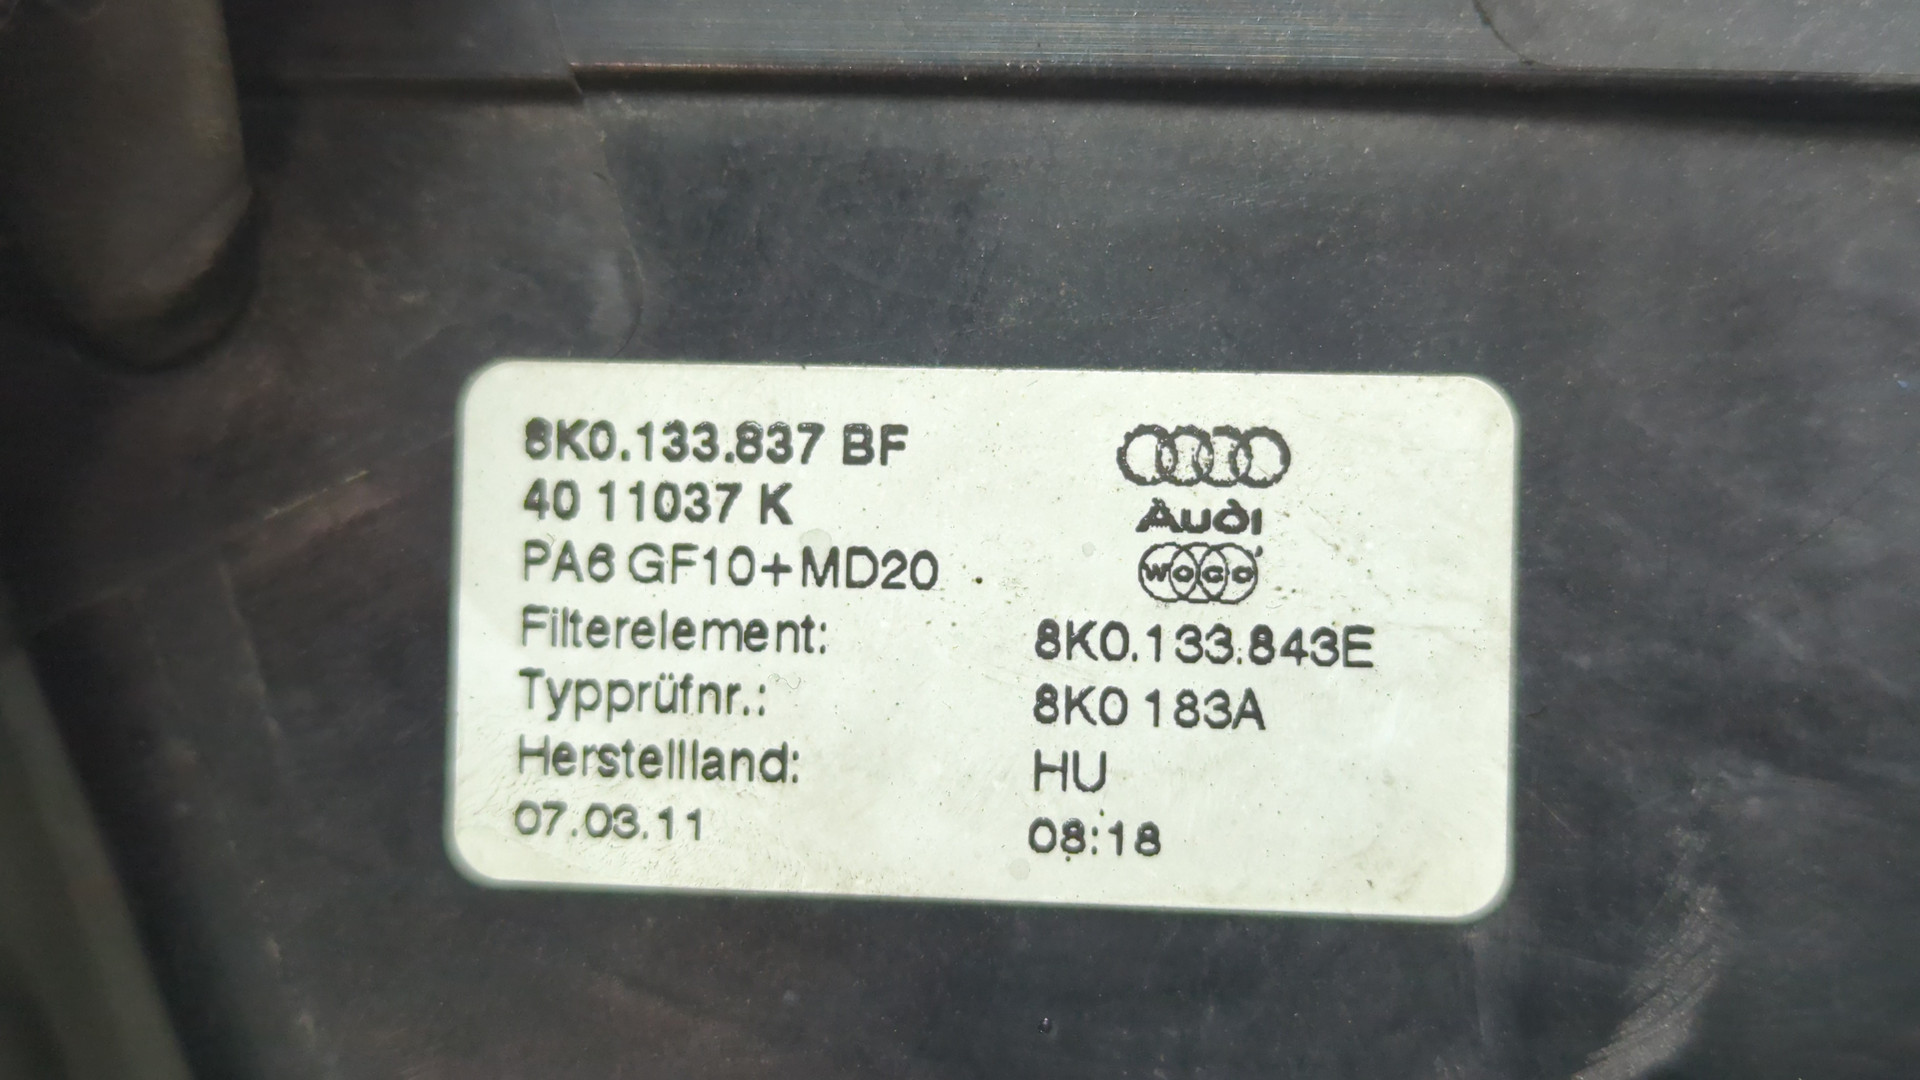 8K0.133.837 BF
40 11037 K
PA6 GF10+MD20
Audi
woco
Filterelement: 8K0.133.843E
Typprüfnr.: 8K0 183A
Herstellland: HU
07.03.11 08:18